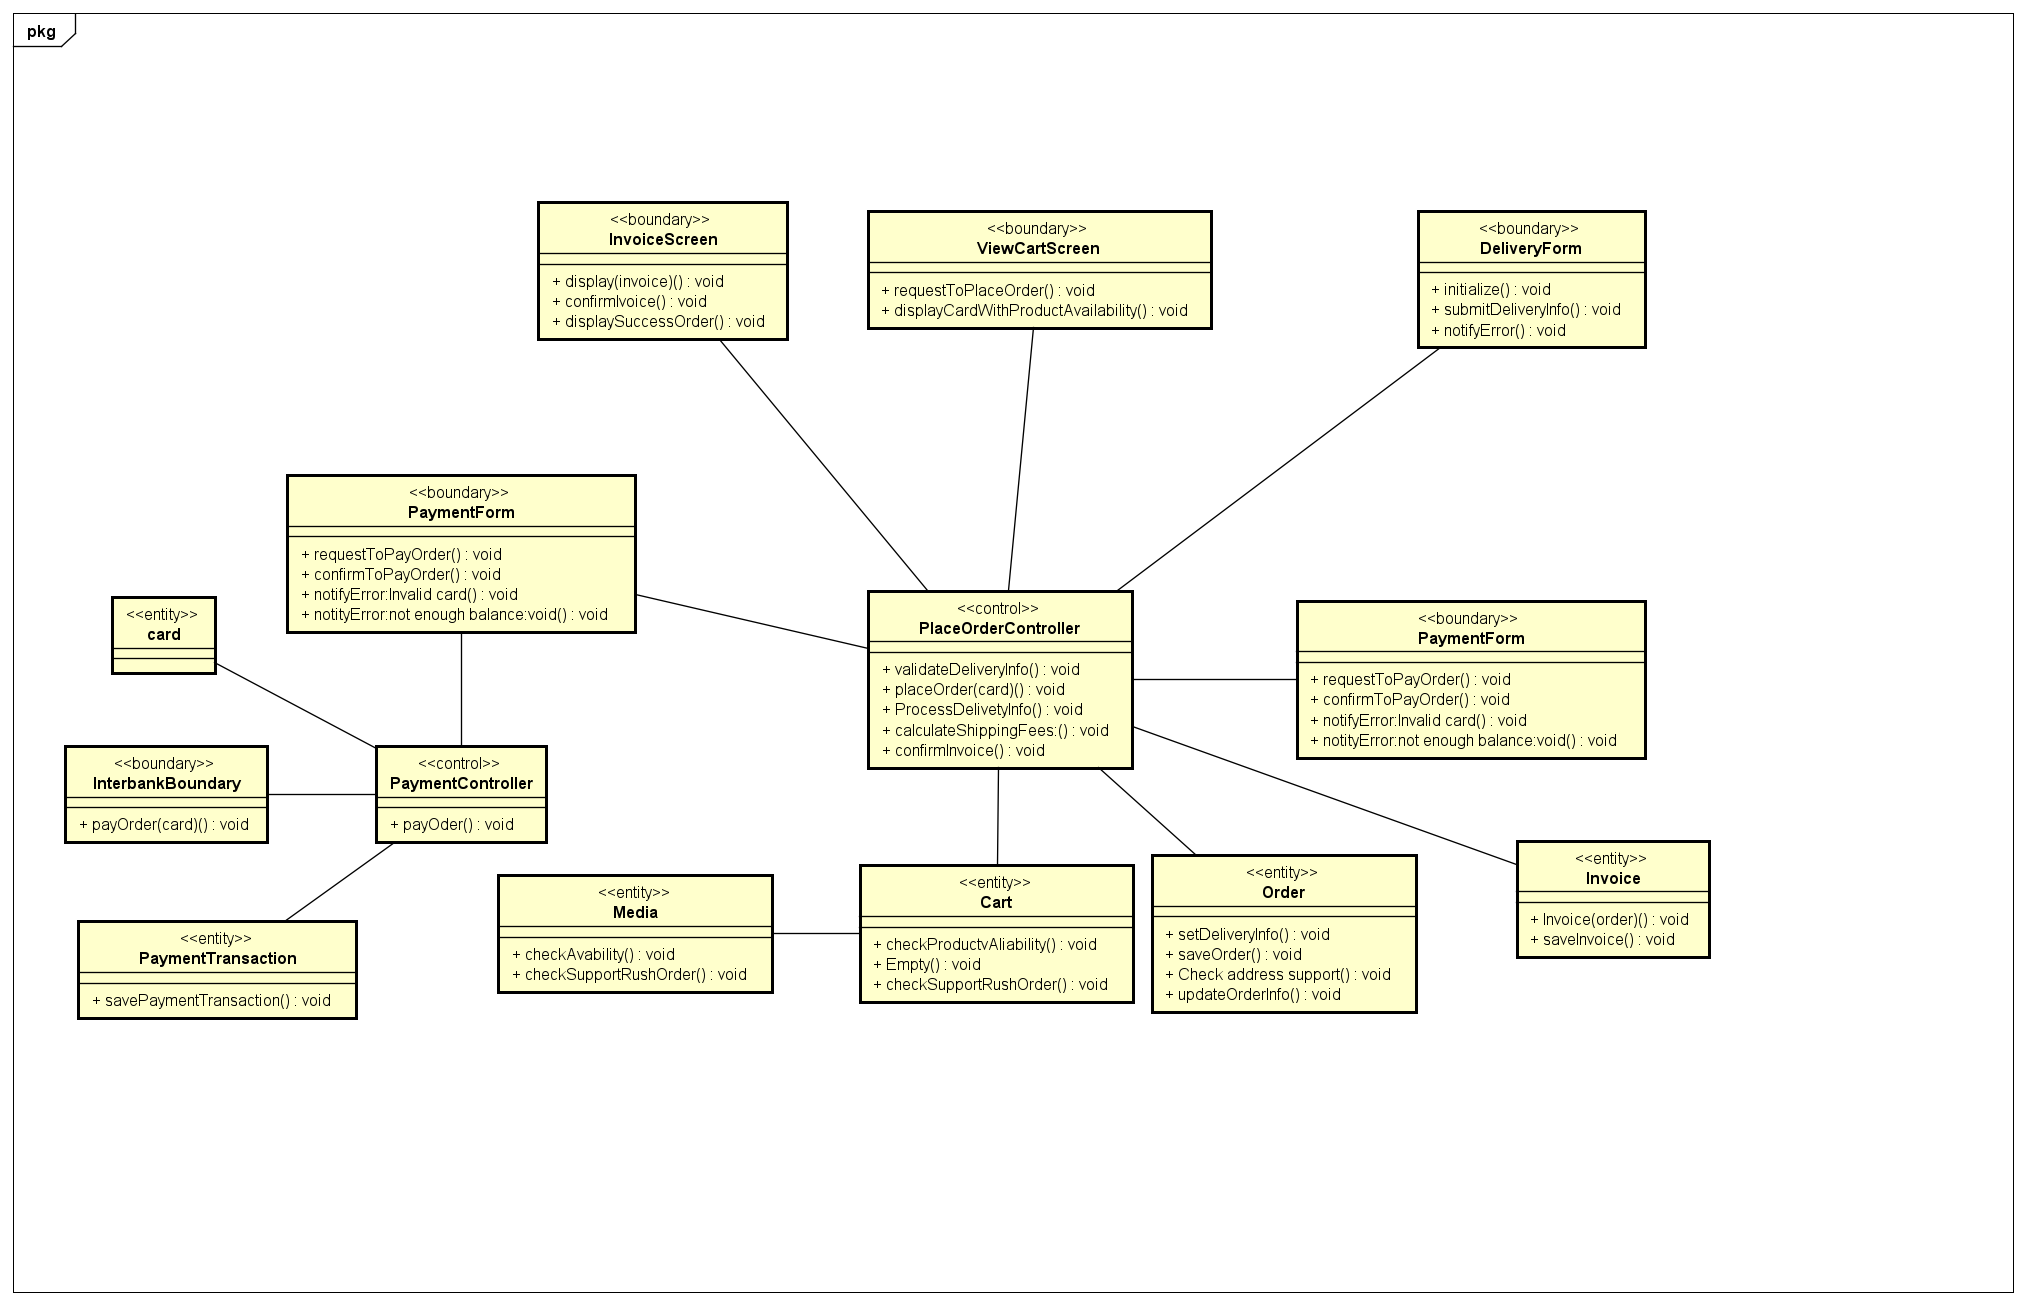 pkg
<<boundary>>
InvoiceScreen
+ display(invoice)() : void
+ confirmIvoice() : void
+ displaySuccessOrder() : void
<<boundary>>
ViewCartScreen
+ requestToPlaceOrder() : void
+ displayCardWithProductAvailability() : void
<<boundary>>
DeliveryForm
+ initialize() : void
+ submitDeliveryInfo() : void
+ notifyError() : void
<<boundary>>
PaymentForm
+ requestToPayOrder() : void
+ confirmToPayOrder() : void
+ notifyError:Invalid card() : void
+ notityError:not enough balance:void() : void
<<entity>>
card
<<control>>
PlaceOrderController
+ validateDeliveryInfo() : void
+ placeOrder(card)() : void
+ ProcessDelivetyInfo() : void
+ calculateShippingFees:() : void
+ confirmInvoice() : void
<<boundary>>
PaymentForm
+ requestToPayOrder() : void
+ confirmToPayOrder() : void
+ notifyError:Invalid card() : void
+ notityError:not enough balance:void() : void
<<boundary>>
InterbankBoundary
+ payOrder(card)() : void
<<control>>
PaymentController
+ payOder() : void
<<entity>>
PaymentTransaction
+ savePaymentTransaction() : void
<<entity>>
Media
+ checkAvability() : void
+ checkSupportRushOrder() : void
<<entity>>
Cart
+ checkProductvAliability() : void
+ Empty() : void
+ checkSupportRushOrder() : void
<<entity>>
Order
+ setDeliveryInfo() : void
+ saveOrder() : void
+ Check address support() : void
+ updateOrderInfo() : void
<<entity>>
Invoice
+ Invoice(order)() : void
+ saveInvoice() : void